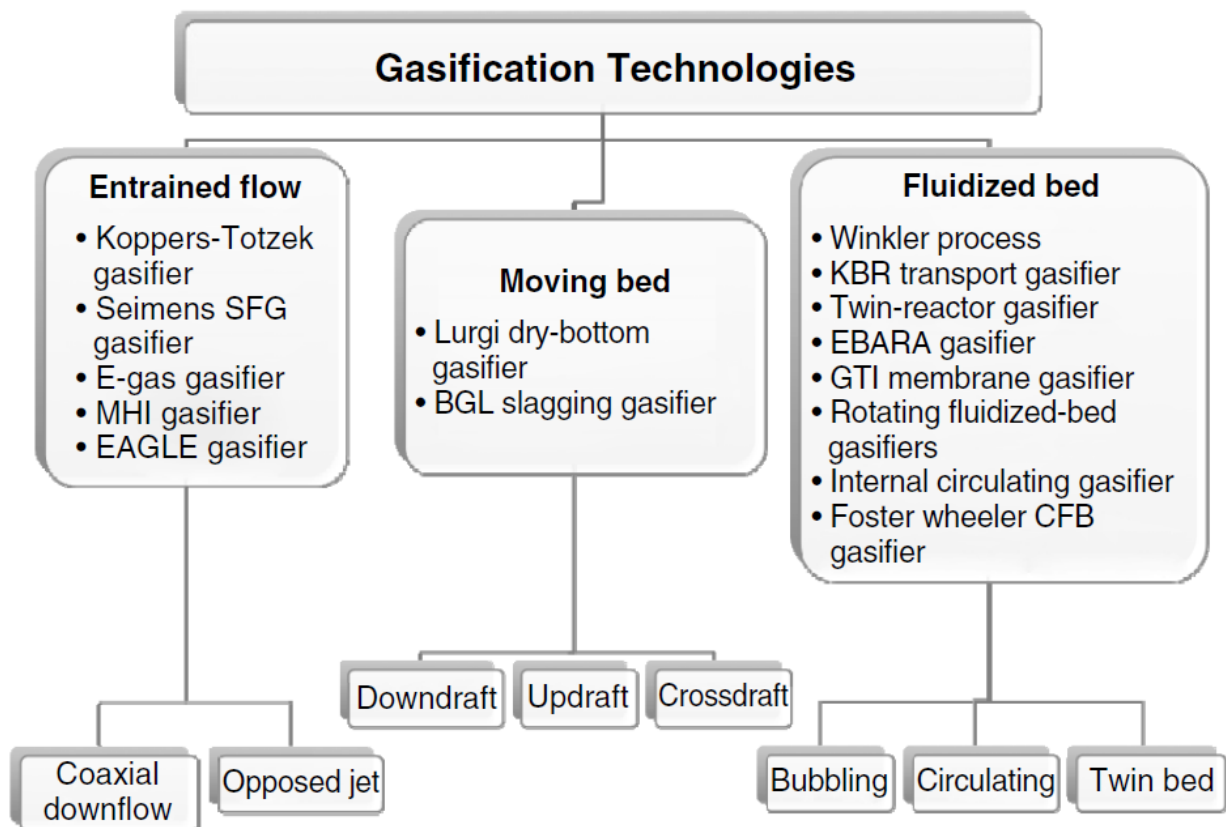 Gasification Technologies
Entrained flow
• Koppers-Totzek
gasifier
• Seimens SFG
gasifier
• E-gas gasifier
• MHI gasifier
• EAGLE gasifier
Moving bed
• Lurgi dry-bottom
gasifier
• BGL slagging gasifier
Fluidized bed
• Winkler process
• KBR transport gasifier
• Twin-reactor gasifier
• EBARA gasifier
• GTI membrane gasifier
• Rotating fluidized-bed
gasifiers
• Internal circulating gasifier
• Foster wheeler CFB
gasifier
Coaxial
downflow
Opposed jet
Downdraft
Updraft
Crossdraft
Bubbling
Circulating
Twin bed